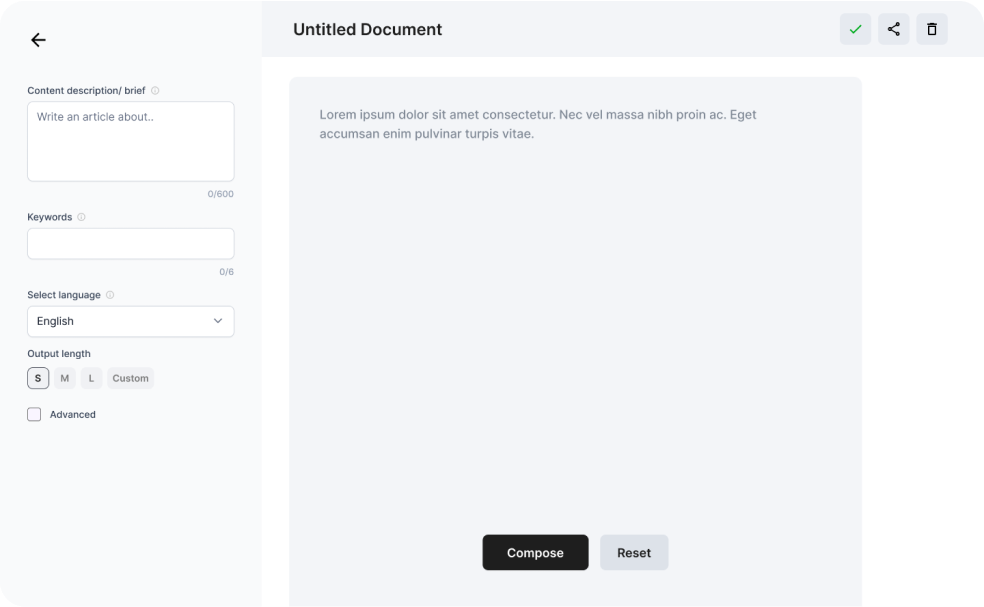 Untitled Document
Content description/ brief
Write an article about..
0/600
Keywords
0/6
Select language
English
Output length
S M L Custom
Advanced
Lorem ipsum dolor sit amet consectetur. Nec vel massa nibh proin ac. Eget
accumsan enim pulvinar turpis vitae.
Compose Reset